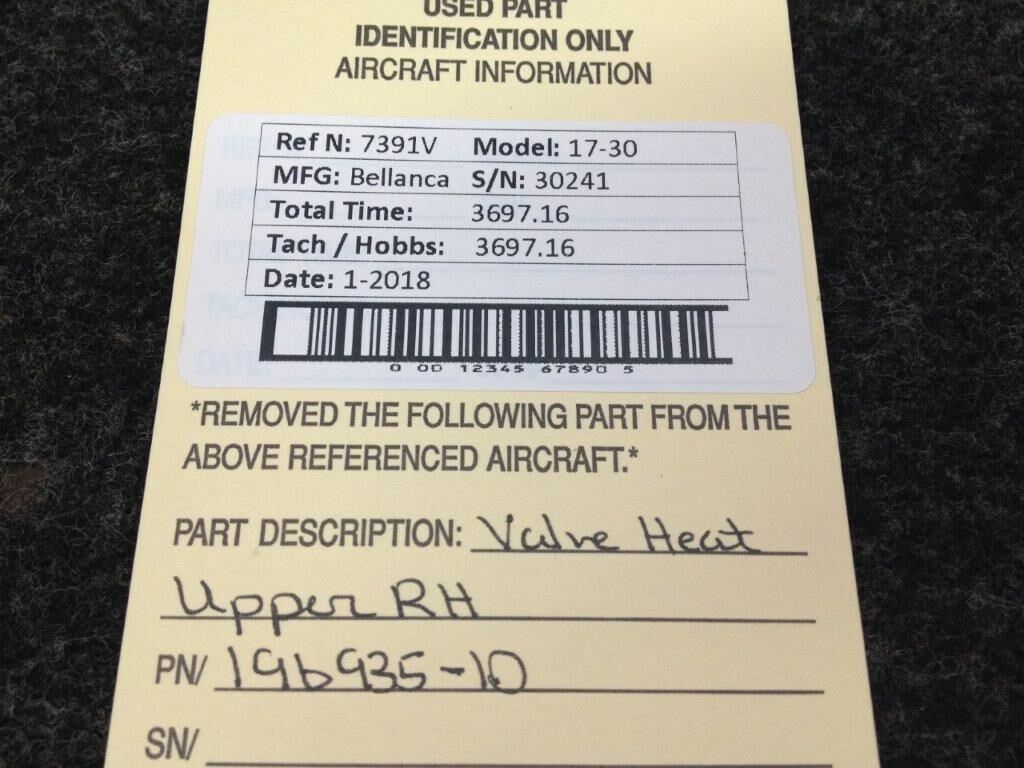 USED PART
IDENTIFICATION ONLY
AIRCRAFT INFORMATION
Ref N: 7391V Model: 17-30
MFG: Bellanca S/N: 30241
Total Time: 3697.16
Tach / Hobbs: 3697.16
Date: 1-2018
0 00 12345 67890 5
*REMOVED THE FOLLOWING PART FROM THE
ABOVE REFERENCED AIRCRAFT.*
PART DESCRIPTION: Valve Heat
Upper RH
PN/ 196935-10
SN/